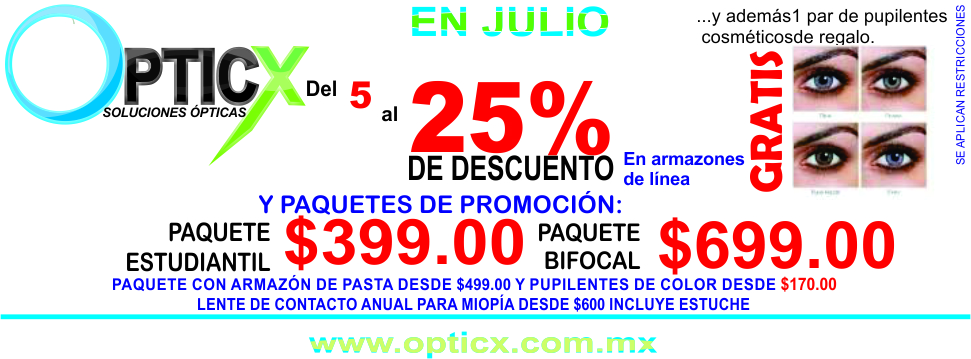 EN JULIO
...y además1 par de pupilentes
cosméticosde regalo.
SE APLICAN RESTRICCIONES
OPTICX
SOLUCIONES ÓPTICAS
Del 5 al 25%
DE DESCUENTO
En armazones
de línea
GRATIS
Y PAQUETES DE PROMOCIÓN:
PAQUETE
ESTUDIANTIL
$399.00
PAQUETE
BIFOCAL
$699.00
PAQUETE CON ARMAZÓN DE PASTA DESDE $499.00 Y PUPILENTES DE COLOR DESDE $170.00
LENTE DE CONTACTO ANUAL PARA MIOPÍA DESDE $600 INCLUYE ESTUCHE
www.opticx.com.mx